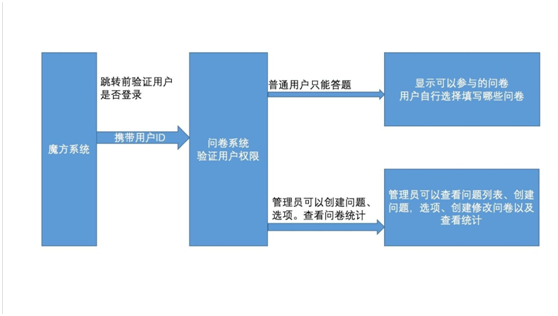 跳转前验证用户
是否登录
魔方系统
携带用户ID
问卷系统
验证用户权限
普通用户只能答题
显示可以参与的问卷
用户自行选择填写哪些问卷
管理员可以创建问题、
选项。查看问卷统计
管理员可以查看问题列表、创建
问题，选项、创建修改问卷以及
查看统计